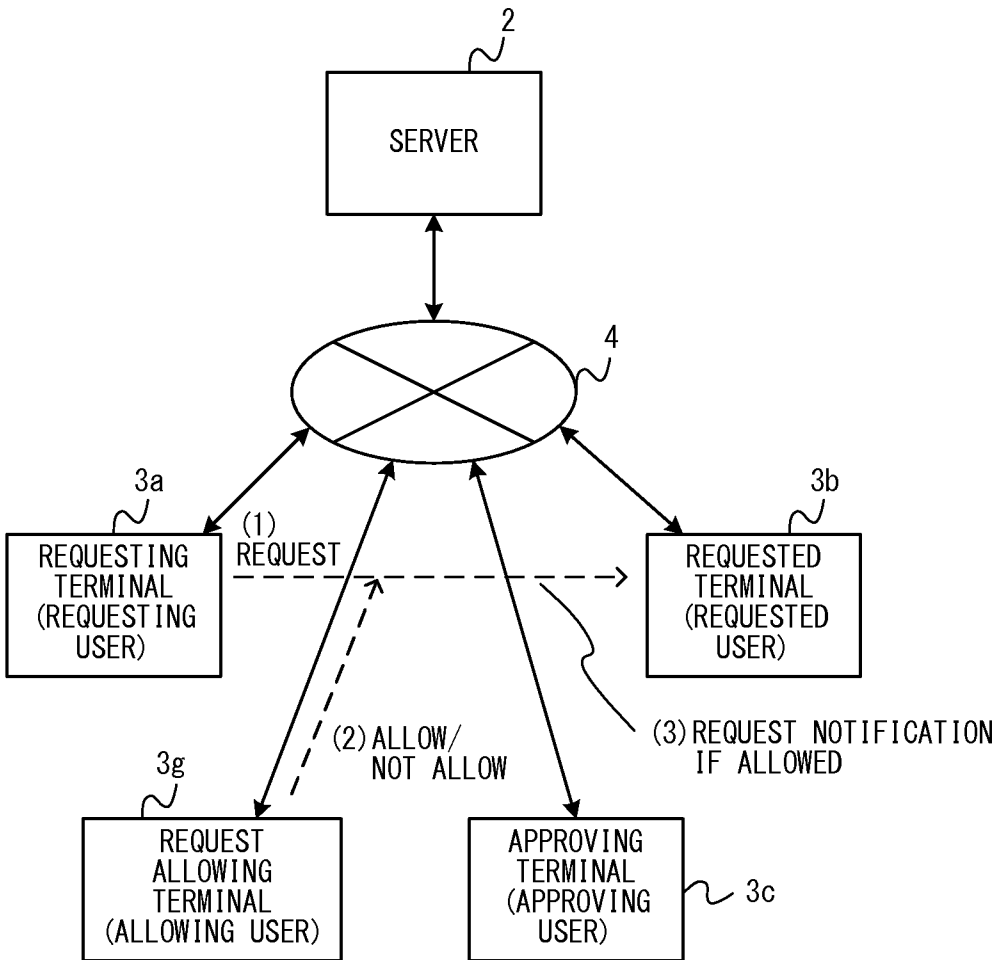 2
SERVER
4
3a
3b
REQUESTING
TERMINAL
(REQUESTING
USER)
(1)
REQUEST
REQUESTED
TERMINAL
(REQUESTED
USER)
(2) ALLOW/
NOT ALLOW
(3) REQUEST NOTIFICATION
IF ALLOWED
3g
REQUEST
ALLOWING
TERMINAL
(ALLOWING USER)
APPROVING
TERMINAL
(APPROVING
USER)
3c